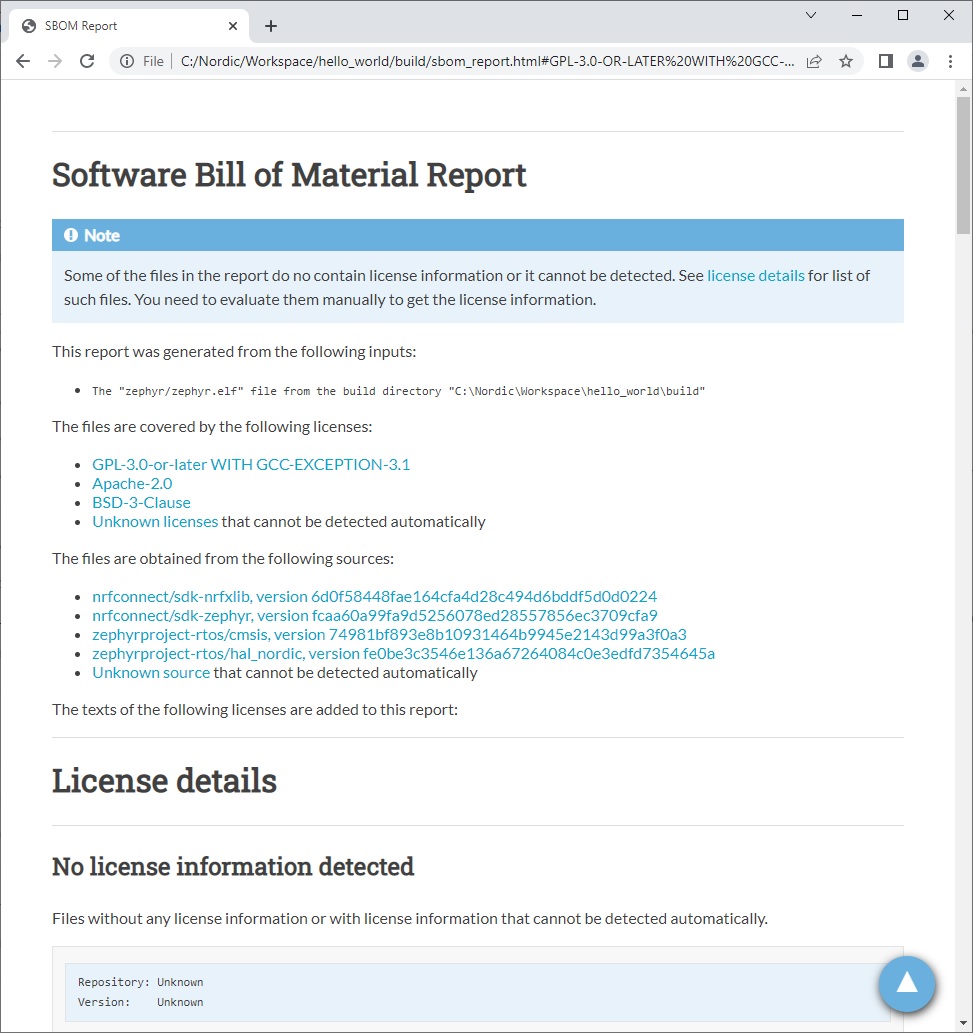 SBOM Report
File
C:/Nordic/Workspace/hello_world/build/sbom_report.html#GPL-3.0-OR-LATER%20WITH%20GCC-...
Software Bill of Material Report
Note
Some of the files in the report do no contain license information or it cannot be detected. See license details for list of
such files. You need to evaluate them manually to get the license information.
This report was generated from the following inputs:
• The "zephyr/zephyr.elf" file from the build directory "C:\Nordic\Workspace\hello_world\build"
The files are covered by the following licenses:
• GPL-3.0-or-later WITH GCC-EXCEPTION-3.1
• Apache-2.0
• BSD-3-Clause
• Unknown licenses that cannot be detected automatically
The files are obtained from the following sources:
• nrfconnect/sdk-nrfxlib, version 6d0f58448fae164cfa4d28c494d6bddf5d0d0224
• nrfconnect/sdk-zephyr, version fcaa60a99fa9d5256078ed28557856ec3709cfa9
• zephyrproject-rtos/cmsis, version 74981bf893e8b10931464b9945e2143d99a3f0a3
• zephyrproject-rtos/hal_nordic, version fe0be3c3546e136a67264084c0e3edfd7354645a
• Unknown source that cannot be detected automatically
The texts of the following licenses are added to this report:
License details
No license information detected
Files without any license information or with license information that cannot be detected automatically.
Repository: Unknown
Version: Unknown